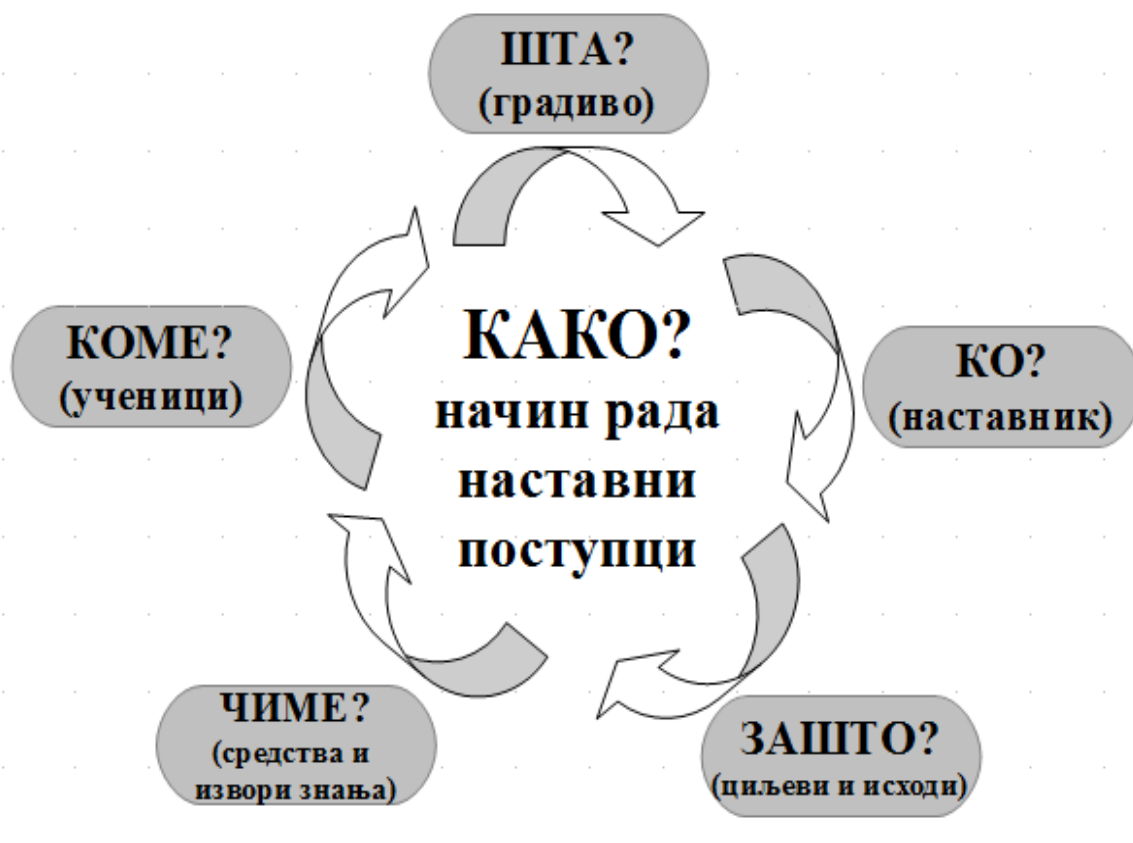 ШТА?
(градиво)
КО?
(наставник)
ЗАШТО?
(циљеви и исходи)
ЧИМЕ?
(средства и
извори знања)
КОМЕ?
(ученици)
КАКО?
начин рада
наставни
поступци